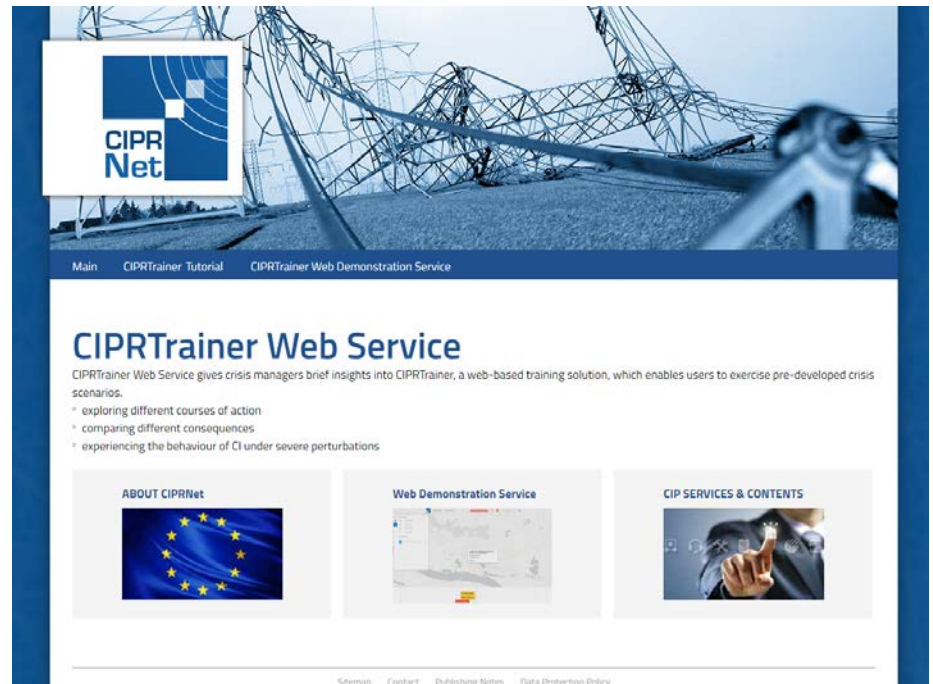 CIPR
Net
Main CIPRTrainer Tutorial CIPRTrainer Web Demonstration Service
CIPRTrainer Web Service
CIPRTrainer Web Service gives crisis managers brief insights into CIPRTrainer, a web-based training solution, which enables users to exercise pre-developed crisis
scenarios.
exploring different courses of action
comparing different consequences
experiencing the behaviour of CI under severe perturbations
ABOUT CIPRNet Web Demonstration Service CIP SERVICES & CONTENTS
Sitemap Contact Publishing Notes Data Protection Policy